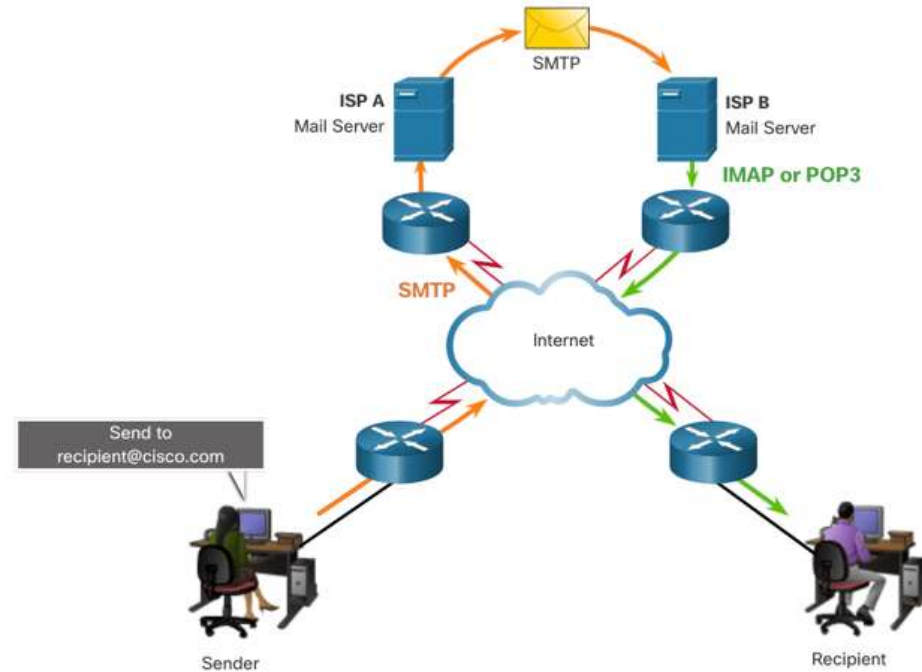 SMTP
ISP A
Mail Server
ISP B
Mail Server
IMAP or POP3
SMTP
Internet
Send to
recipient@cisco.com
Sender
Recipient